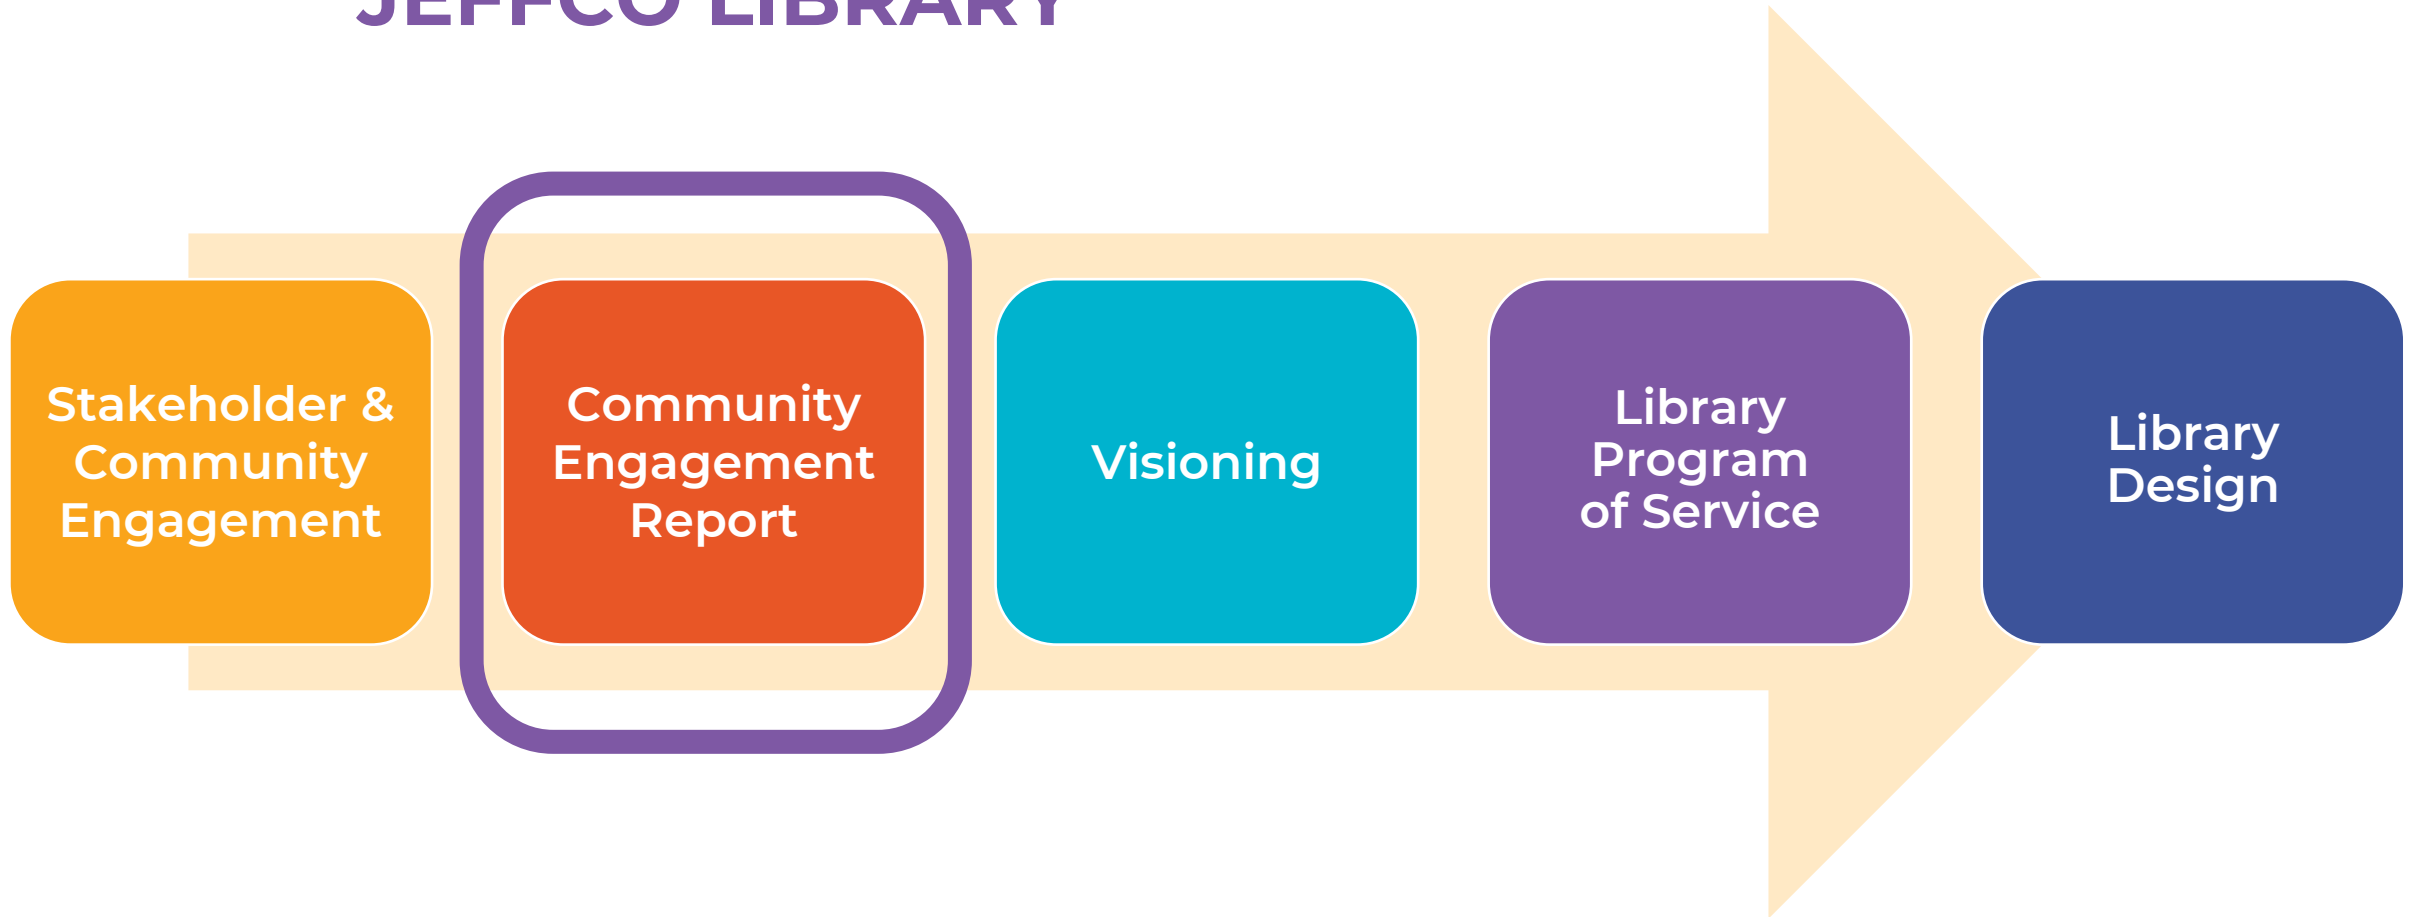 JEFFCO LIBRARY
Stakeholder &
Community
Engagement
Community
Engagement
Report
Visioning
Library
Program
of Service
Library
Design